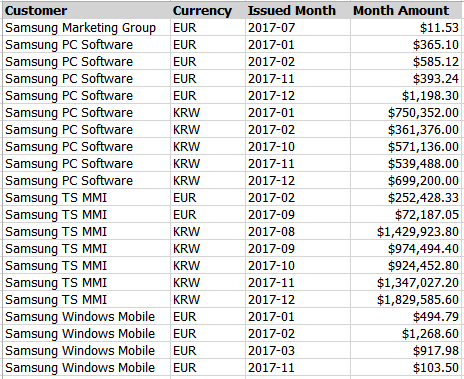 Customer Currency Issued Month Month Amount
Samsung Marketing Group EUR 2017-07 $11.53
Samsung PC Software EUR 2017-01 $365.10
Samsung PC Software EUR 2017-02 $585.12
Samsung PC Software EUR 2017-11 $393.24
Samsung PC Software EUR 2017-12 $1,198.30
Samsung PC Software KRW 2017-01 $750,352.00
Samsung PC Software KRW 2017-02 $361,376.00
Samsung PC Software KRW 2017-10 $571,136.00
Samsung PC Software KRW 2017-11 $539,488.00
Samsung PC Software KRW 2017-12 $699,200.00
Samsung TS MMI EUR 2017-02 $252,428.33
Samsung TS MMI EUR 2017-09 $72,187.05
Samsung TS MMI KRW 2017-08 $1,429,923.80
Samsung TS MMI KRW 2017-09 $974,494.40
Samsung TS MMI KRW 2017-10 $924,452.80
Samsung TS MMI KRW 2017-11 $1,347,027.20
Samsung TS MMI KRW 2017-12 $1,829,585.60
Samsung Windows Mobile EUR 2017-01 $494.79
Samsung Windows Mobile EUR 2017-02 $1,268.60
Samsung Windows Mobile EUR 2017-03 $917.98
Samsung Windows Mobile EUR 2017-11 $103.50